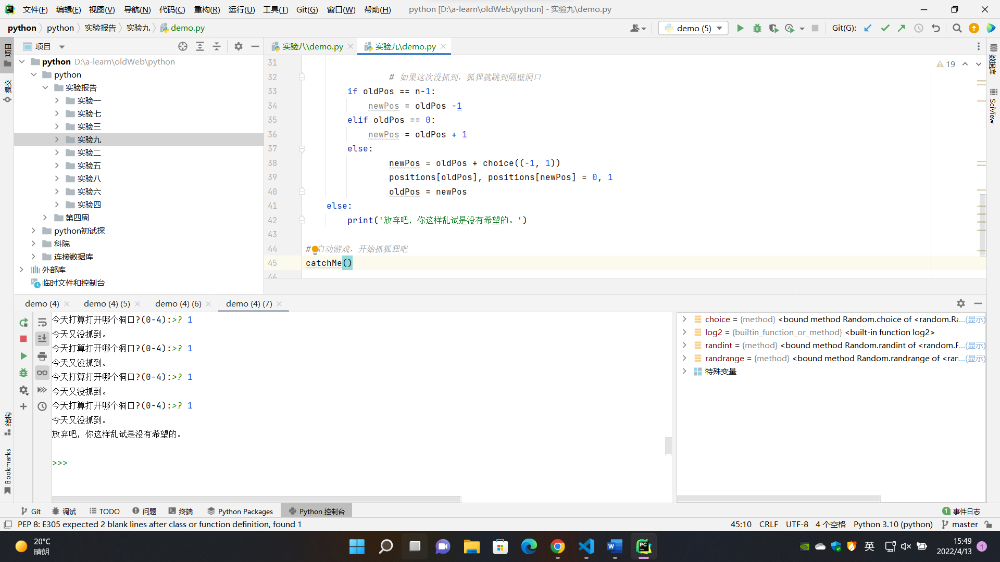 文件(F) 编辑(E) 视图(V) 导航(N) 代码(C) 重构(R) 运行(U) 工具(T) Git(G) 窗口(W) 帮助(H) python [D:\a-learn\oldWeb\python] - 实验九\demo.py
python python 实验报告 实验九 demo.py demo (5) Git(G):
项目
提交
结构
Bookmarks
项目
python D:\a-learn\oldWeb\python
python
实验报告
实验一
实验七
实验三
实验九
实验二
实验五
实验八
实验六
实验四
第四周
python初试探
科院
连接数据库
外部库
临时文件和控制台
实验八\demo.py 实验九\demo.py
19
31
32 # 如果这次没抓到，狐狸就跳到隔壁洞口
33 if oldPos == n-1:
34 newPos = oldPos -1
35 elif oldPos == 0:
36 newPos = oldPos + 1
37 else:
38 newPos = oldPos + choice((-1, 1))
39 positions[oldPos], positions[newPos] = 0, 1
40 oldPos = newPos
41 else:
42 print('放弃吧，你这样乱试是没有希望的。')
43
44 # 启动游戏，开始抓狐狸吧
45 catchMe()
46
数据库
SciView
demo (4) demo (4) (5) demo (4) (6) demo (4) (7)
今天打算打开哪个洞口?(0-4):>? 1
今天又没抓到。
今天打算打开哪个洞口?(0-4):>? 1
今天又没抓到。
今天打算打开哪个洞口?(0-4):>? 1
今天又没抓到。
今天打算打开哪个洞口?(0-4):>? 1
今天又没抓到。
放弃吧，你这样乱试是没有希望的。
>>>
choice = {method} <bound method Random.choice of <random.Ra...(显示)
log2 = {builtin_function_or_method} <built-in function log2>
randint = {method} <bound method Random.randint of <random.F...(显示)
randrange = {method} <bound method Random.randrange of <ran...(显示)
特殊变量
Git 调试 TODO 问题 终端 Python Packages Python 控制台 1 事件日志
PEP 8: E305 expected 2 blank lines after class or function definition, found 1 45:10 CRLF UTF-8 4 个空格 Python 3.10 (python) master
20°C
晴朗
英
15:49
2022/4/13
1